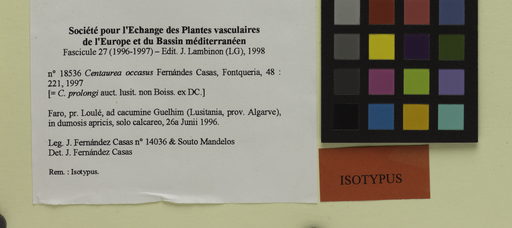 Société pour l'Echange des Plantes vasculaires
de l'Europe et du Bassin méditerranéen
Fascicule 27 (1996-1997) – Edit. J. Lambinon (LG), 1998
n° 18536 Centaurea occasus Fernándes Casas, Fontqueria, 48 :
221, 1997
[= C. prolongi auct. lusit. non Boiss. ex DC.]
Faro, pr. Loulé, ad cacumine Guelhim (Lusitania, prov. Algarve),
in dumosis apricis, solo calcareo, 26a Junii 1996.
Leg. J. Fernández Casas n° 14036 & Souto Mandelos
Det. J. Fernández Casas
Rem. : Isotypus.
ISOTYPUS